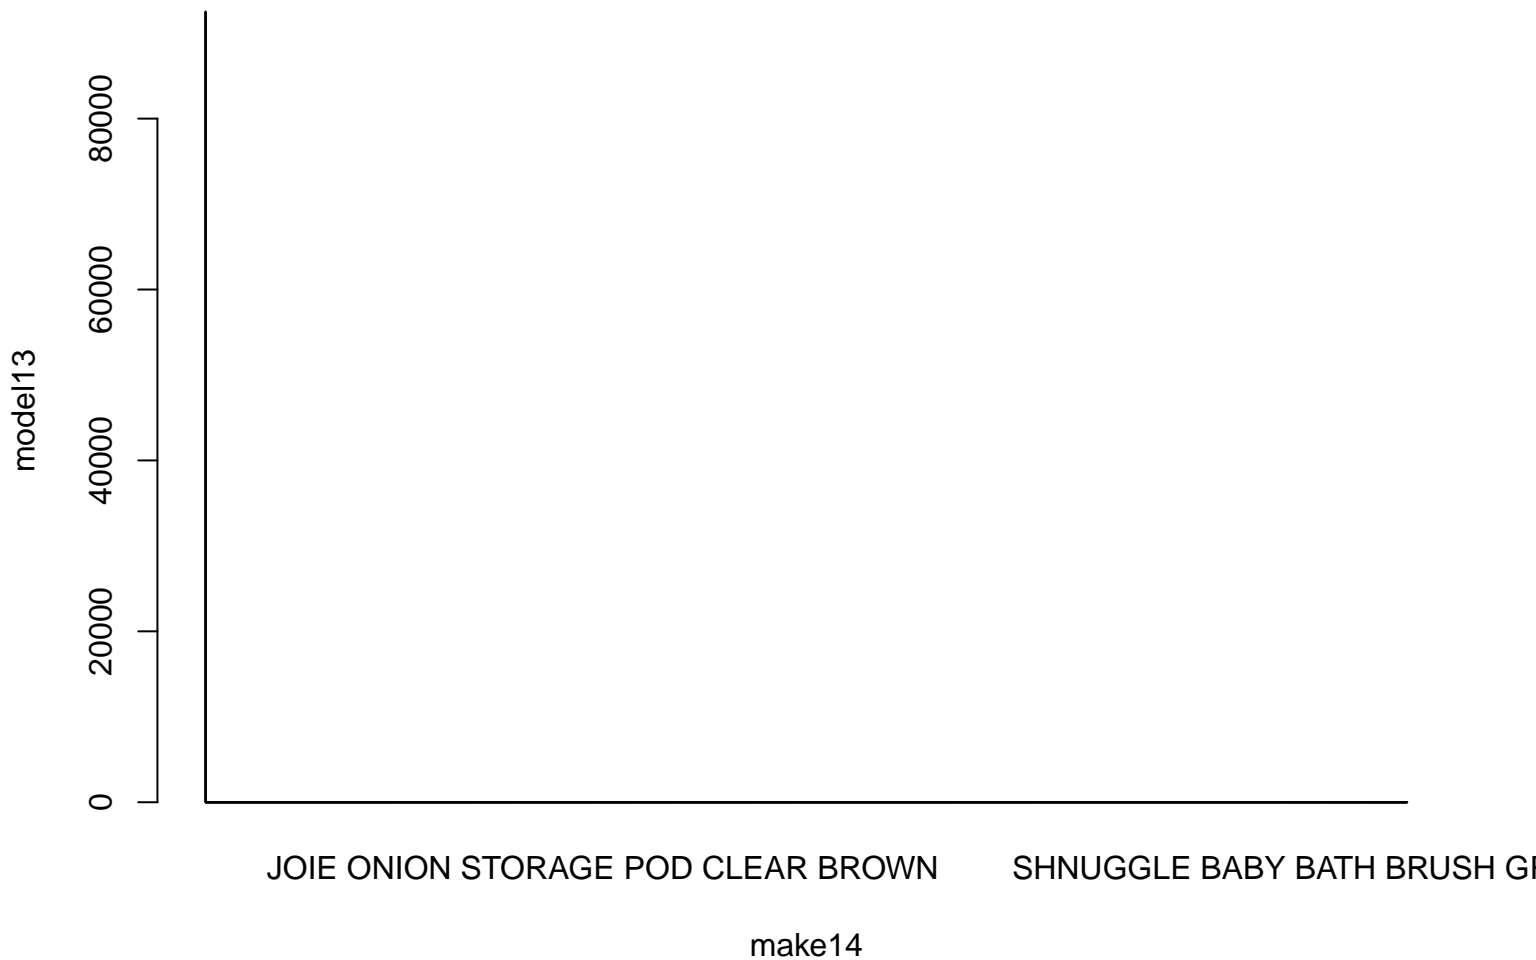 model13
80000
60000
40000
20000
0
JOIE ONION STORAGE POD CLEAR BROWN
SHNUGGLE BABY BATH BRUSH
make14